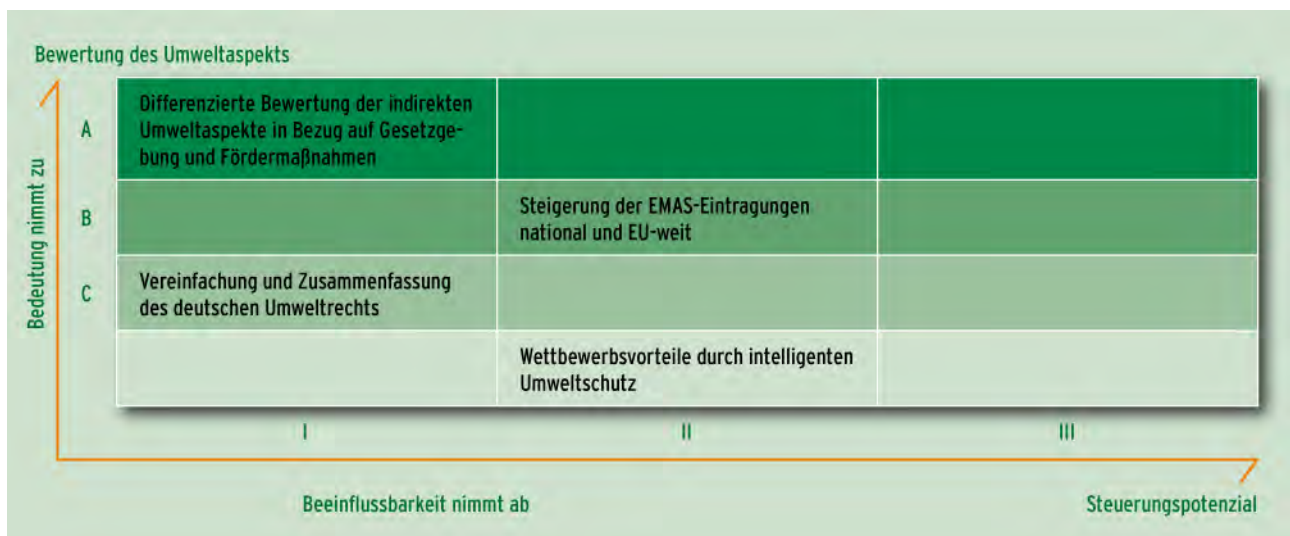 Bewertung des Umweltaspekts
Differenzierte Bewertung der indirekten
Umweltaspekte in Bezug auf Gesetzge-
bung und Fördermaßnahmen
A
Bedeutung nimmt zu
B
Steigerung der EMAS-Eintragungen
national und EU-weit
C
Vereinfachung und Zusammenfassung
des deutschen Umweltrechts
Wettbewerbsvorteile durch intelligenten
Umweltschutz
I
II
III
Beeinflussbarkeit nimmt ab
Steuerungspotenzial